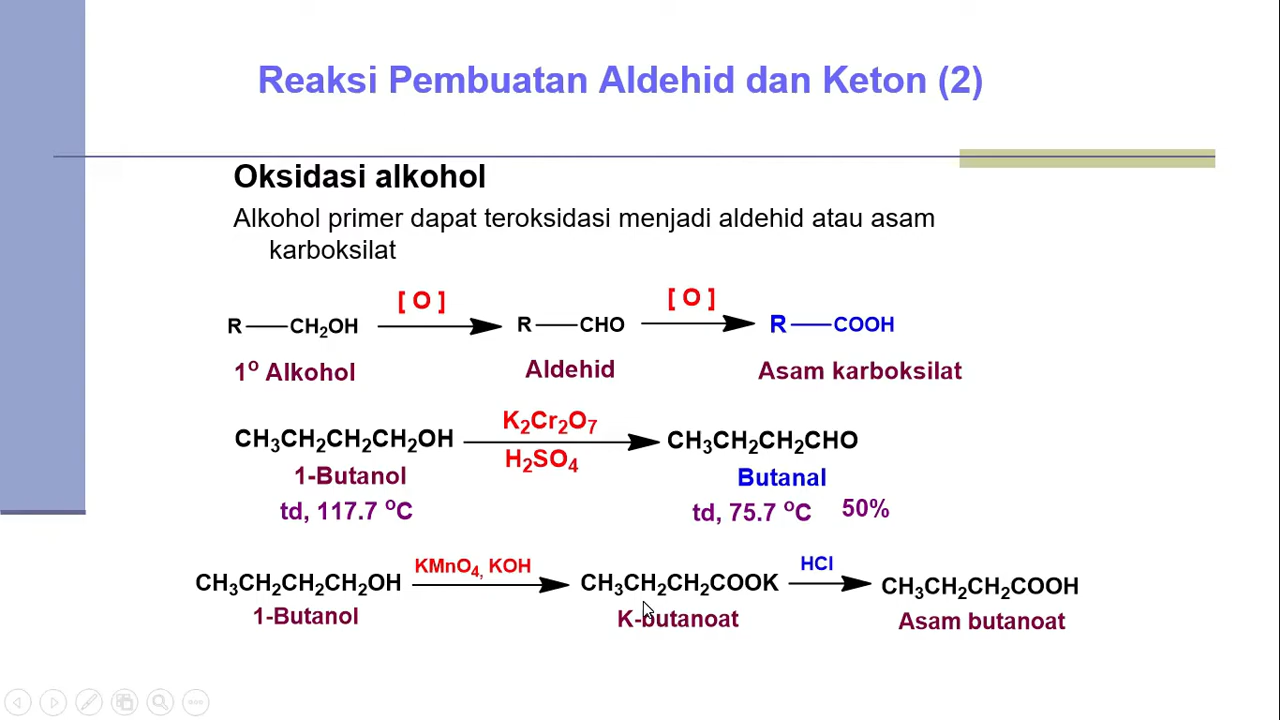 Reaksi Pembuatan Aldehid dan Keton (2)
Oksidasi alkohol
Alkohol primer dapat teroksidasi menjadi aldehid atau asam
karboksilat
[ O ] [ O ]
R—CH₂OH R—CHO R—COOH
1º Alkohol Aldehid Asam karboksilat
K₂Cr₂O₇
CH₃CH₂CH₂CH₂OH CH₃CH₂CH₂CHO
H₂SO₄
1-Butanol Butanal
td, 117.7 ºC td, 75.7 ºC 50%
KMnO₄, KOH HCl
CH₃CH₂CH₂CH₂OH CH₃CH₂CH₂COOK CH₃CH₂CH₂COOH
1-Butanol K-butanoat Asam butanoat